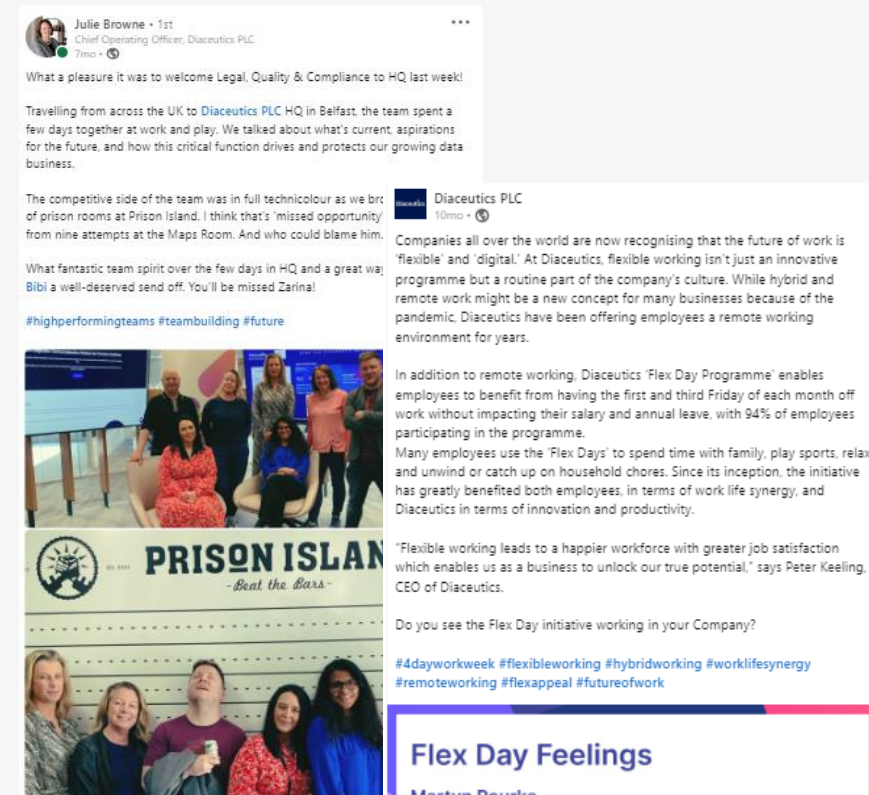 Julie Browne • 1st
Chief Operating Officer, Diaceutics PLC
7mo •
What a pleasure it was to welcome Legal, Quality & Compliance to HQ last week!
Travelling from across the UK to Diaceutics PLC HQ in Belfast, the team spent a
few days together at work and play. We talked about what's current, aspirations
for the future, and how this critical function drives and protects our growing data
business.
The competitive side of the team was in full technicolour as we
of prison rooms at Prison Island. I think that's 'missed opportunity'
from nine attempts at the Maps Room. And who could blame him.
What fantastic team spirit over the few days in HQ and a great
Bibi a well-deserved send off. You'll be missed Zarina!
#highperformingteams #teambuilding #future
PRISON ISLAN
-Beat the Bars-
Diaceutics
Diaceutics PLC
10mo •
Companies all over the world are now recognising that the future of work is
'flexible' and 'digital.' At Diaceutics, flexible working isn't just an innovative
programme but a routine part of the company's culture. While hybrid and
remote work might be a new concept for many businesses because of the
pandemic, Diaceutics have been offering employees a remote working
environment for years.
In addition to remote working, Diaceutics 'Flex Day Programme' enables
employees to benefit from having the first and third Friday of each month off
work without impacting their salary and annual leave, with 94% of employees
participating in the programme.
Many employees use the 'Flex Days' to spend time with family, play sports, relax
and unwind or catch up on household chores. Since its inception, the initiative
has greatly benefited both employees, in terms of work life synergy, and
Diaceutics in terms of innovation and productivity.
"Flexible working leads to a happier workforce with greater job satisfaction
which enables us as a business to unlock our true potential," says Peter Keeling,
CEO of Diaceutics.
Do you see the Flex Day initiative working in your Company?
#4dayworkweek #flexibleworking #hybridworking #worklifesynergy
#remoteworking #flexappeal #futureofwork
Flex Day Feelings